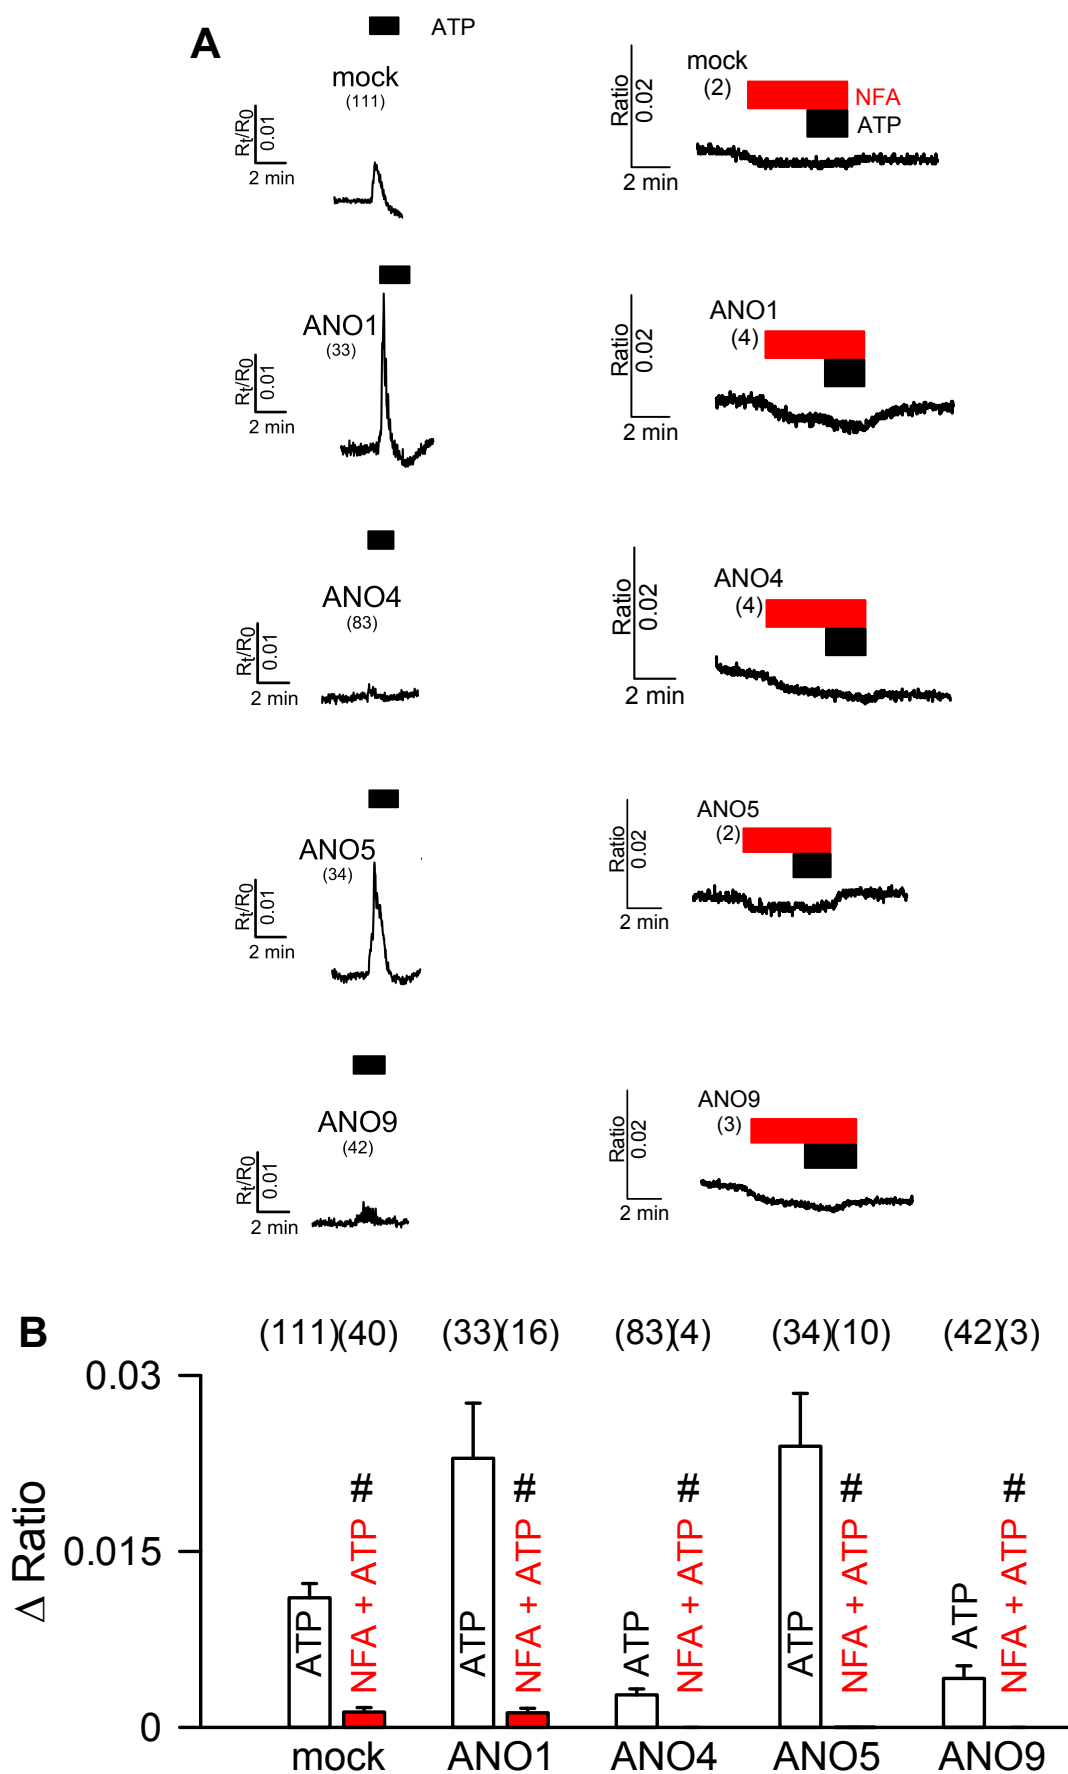 A
ATP
mock
(111)
Rt/R0
0.01
2 min
mock
(2)
NFA
ATP
Ratio
0.02
2 min
ANO1
(33)
Rt/R0
0.01
2 min
ANO1
(4)
Ratio
0.02
2 min
ANO4
(83)
Rt/R0
0.01
2 min
ANO4
(4)
Ratio
0.02
2 min
ANO5
(34)
Rt/R0
0.01
2 min
ANO5
(2)
Ratio
0.02
2 min
ANO9
(42)
Rt/R0
0.01
2 min
ANO9
(3)
Ratio
0.02
2 min
B
(111)(40) (33)(16) (83)(4) (34)(10) (42)(3)
0.03
0.015
0
Δ Ratio
# # # # #
ATP
NFA + ATP
ATP
NFA + ATP
ATP
NFA + ATP
ATP
NFA + ATP
ATP
NFA + ATP
mock ANO1 ANO4 ANO5 ANO9